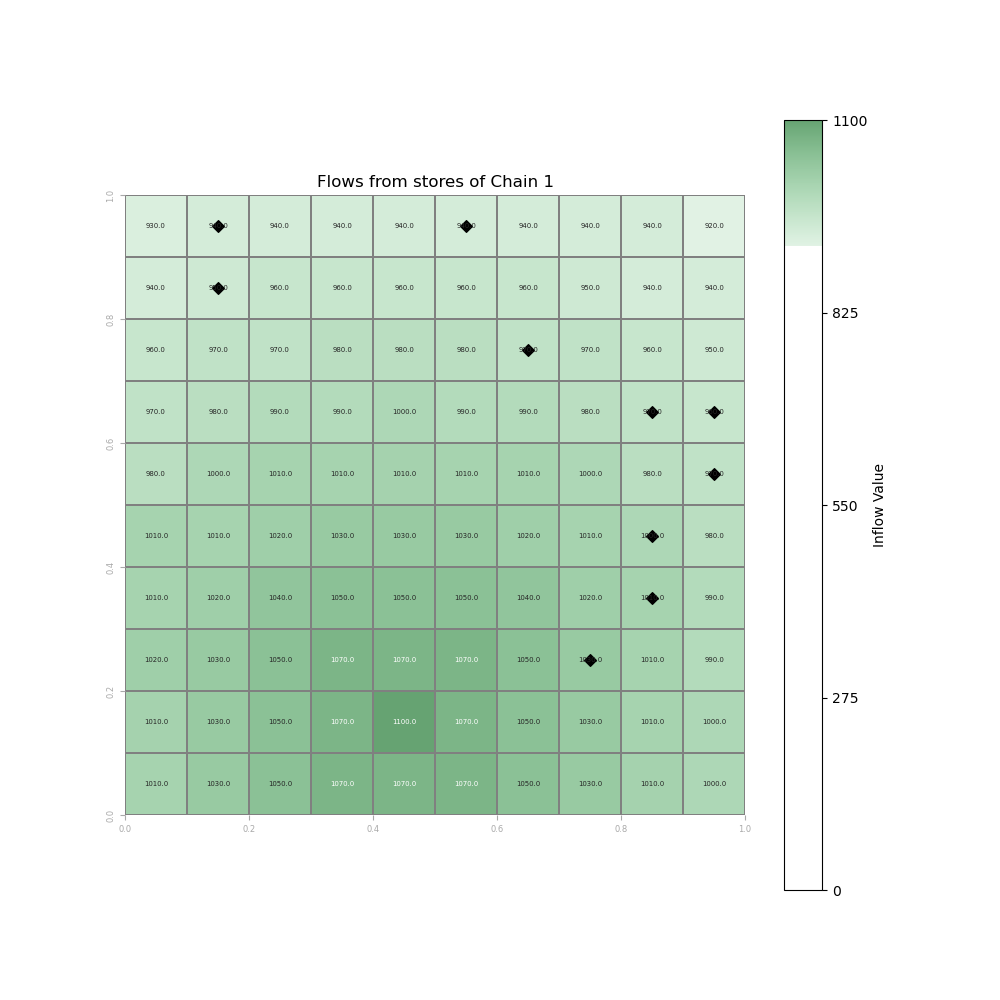 Flows from stores of Chain 1
1100
825
550
275
0
Inflow Value
1.0
0.8
0.6
0.4
0.2
0.0
930.0 940.0 940.0 940.0 940.0 940.0 940.0 920.0
940.0 960.0 960.0 960.0 960.0 960.0 950.0 940.0 940.0
960.0 970.0 970.0 980.0 980.0 980.0 970.0 960.0 950.0
970.0 980.0 990.0 990.0 1000.0 990.0 990.0 980.0
980.0 1000.0 1010.0 1010.0 1010.0 1010.0 1010.0 1000.0 980.0
1010.0 1010.0 1020.0 1030.0 1030.0 1030.0 1020.0 1010.0 980.0
1010.0 1020.0 1040.0 1050.0 1050.0 1050.0 1040.0 1020.0 990.0
1020.0 1030.0 1050.0 1070.0 1070.0 1070.0 1050.0 1010.0 990.0
1010.0 1030.0 1050.0 1070.0 1100.0 1070.0 1050.0 1030.0 1010.0 1000.0
1010.0 1030.0 1050.0 1070.0 1070.0 1070.0 1050.0 1030.0 1010.0 1000.0
0.0 0.2 0.4 0.6 0.8 1.0